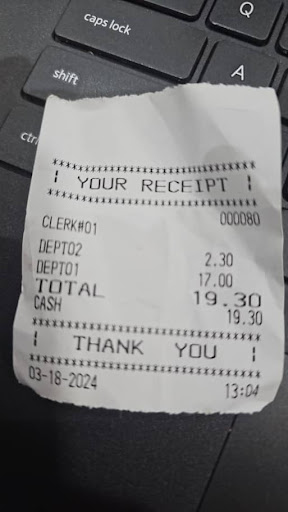 Q
caps lock
A
shift
ctrl
YOUR RECEIPT
CLERK#01 000080
DEPT02 2.30
DEPT01 17.00
TOTAL 19.30
CASH 19.30
THANK YOU
03-18-2024 13:04